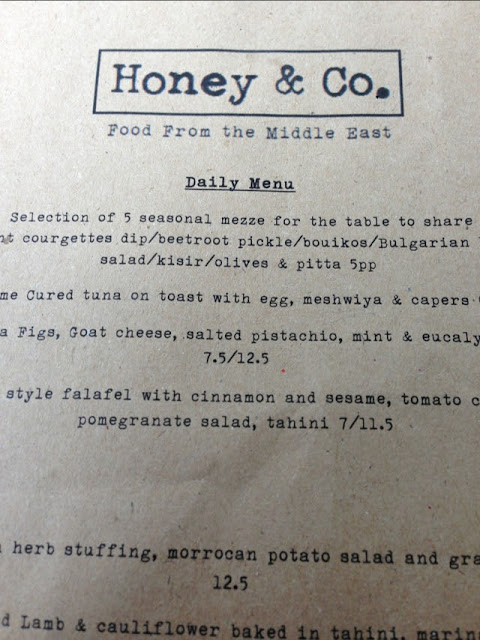 Honey & Co.
Food From the Middle East
Daily Menu
Selection of 5 seasonal mezze for the table to share
courgettes dip/beetroot pickle/bouikos/Bulgarian
salad/kisir/olives & pitta 5pp
Cured tuna on toast with egg, meshwiya & capers
Figs, Goat cheese, salted pistachio, mint &
7.5/12.5
style falafel with cinnamon and sesame, tomato
pomegranate salad, tahini 7/11.5
herb stuffing, morrocan potato salad and
12.5
Lamb & cauliflower baked in tahini,